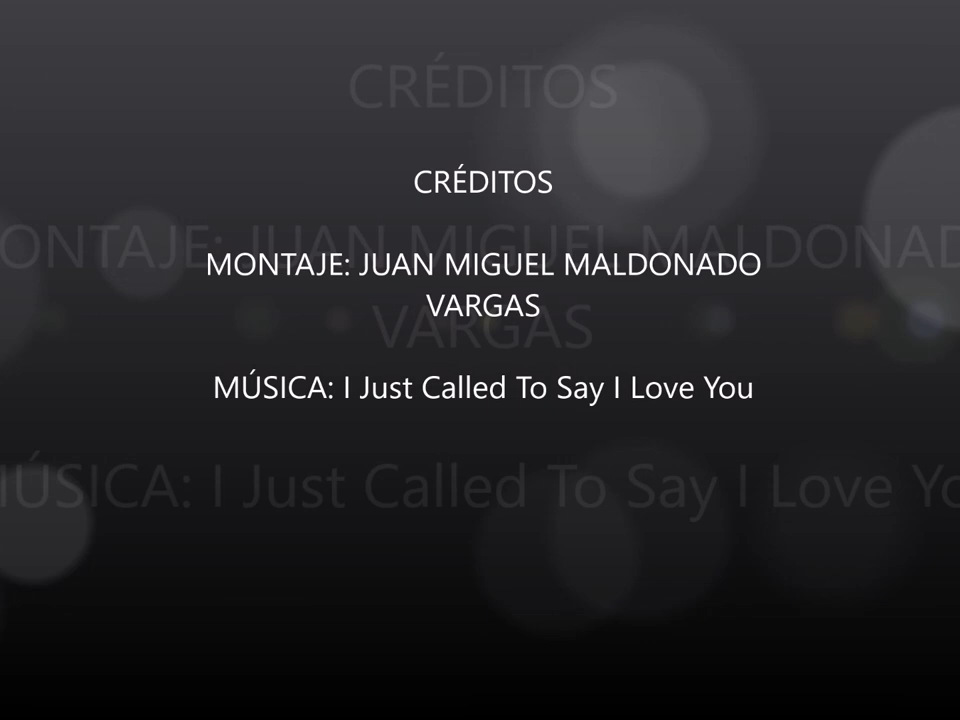 CRÉDITOS
MONTAJE: JUAN MIGUEL MALDONADO
VARGAS
MÚSICA: I Just Called To Say I Love You